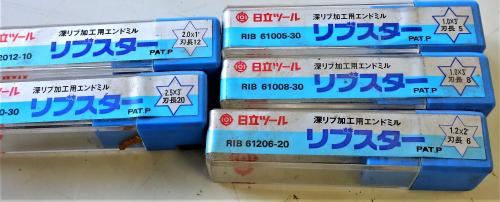 深リブ加工用エンドミル
2012-10
リブスター
PAT.P
2.0×1°
刃長12
深リブ加工用エンドミル
0-30
リブスター
PAT.P
2.5×3°
刃長20
日立ツール
深リブ加工用エンドミル
RIB 61005-30
リブスター
PAT.P
1.0×3°
刃長 5
日立ツール
深リブ加工用エンドミル
RIB 61008-30
リブスター
PAT.P
1.0×3°
刃長 8
日立ツール
深リブ加工用エンドミル
RIB 61206-20
リブスター
PAT.P
1.2×2°
刃長 6